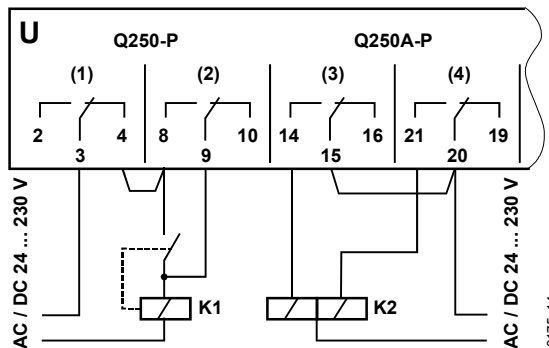 U
Q250-P Q250A-P
(1) (2) (3) (4)
2 4 8 10 14 16 21 19
3 9 15 20
AC / DC 24 ... 230 V
K1 K2
AC / DC 24 ... 230 V